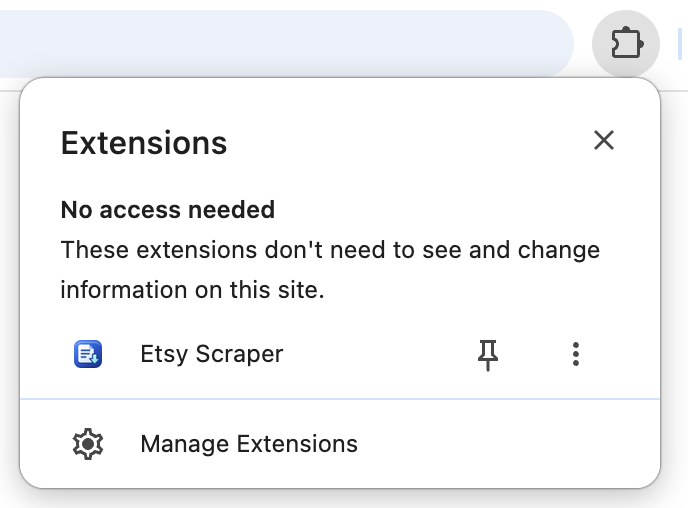 Extensions
No access needed
These extensions don't need to see and change
information on this site.
Etsy Scraper
Manage Extensions